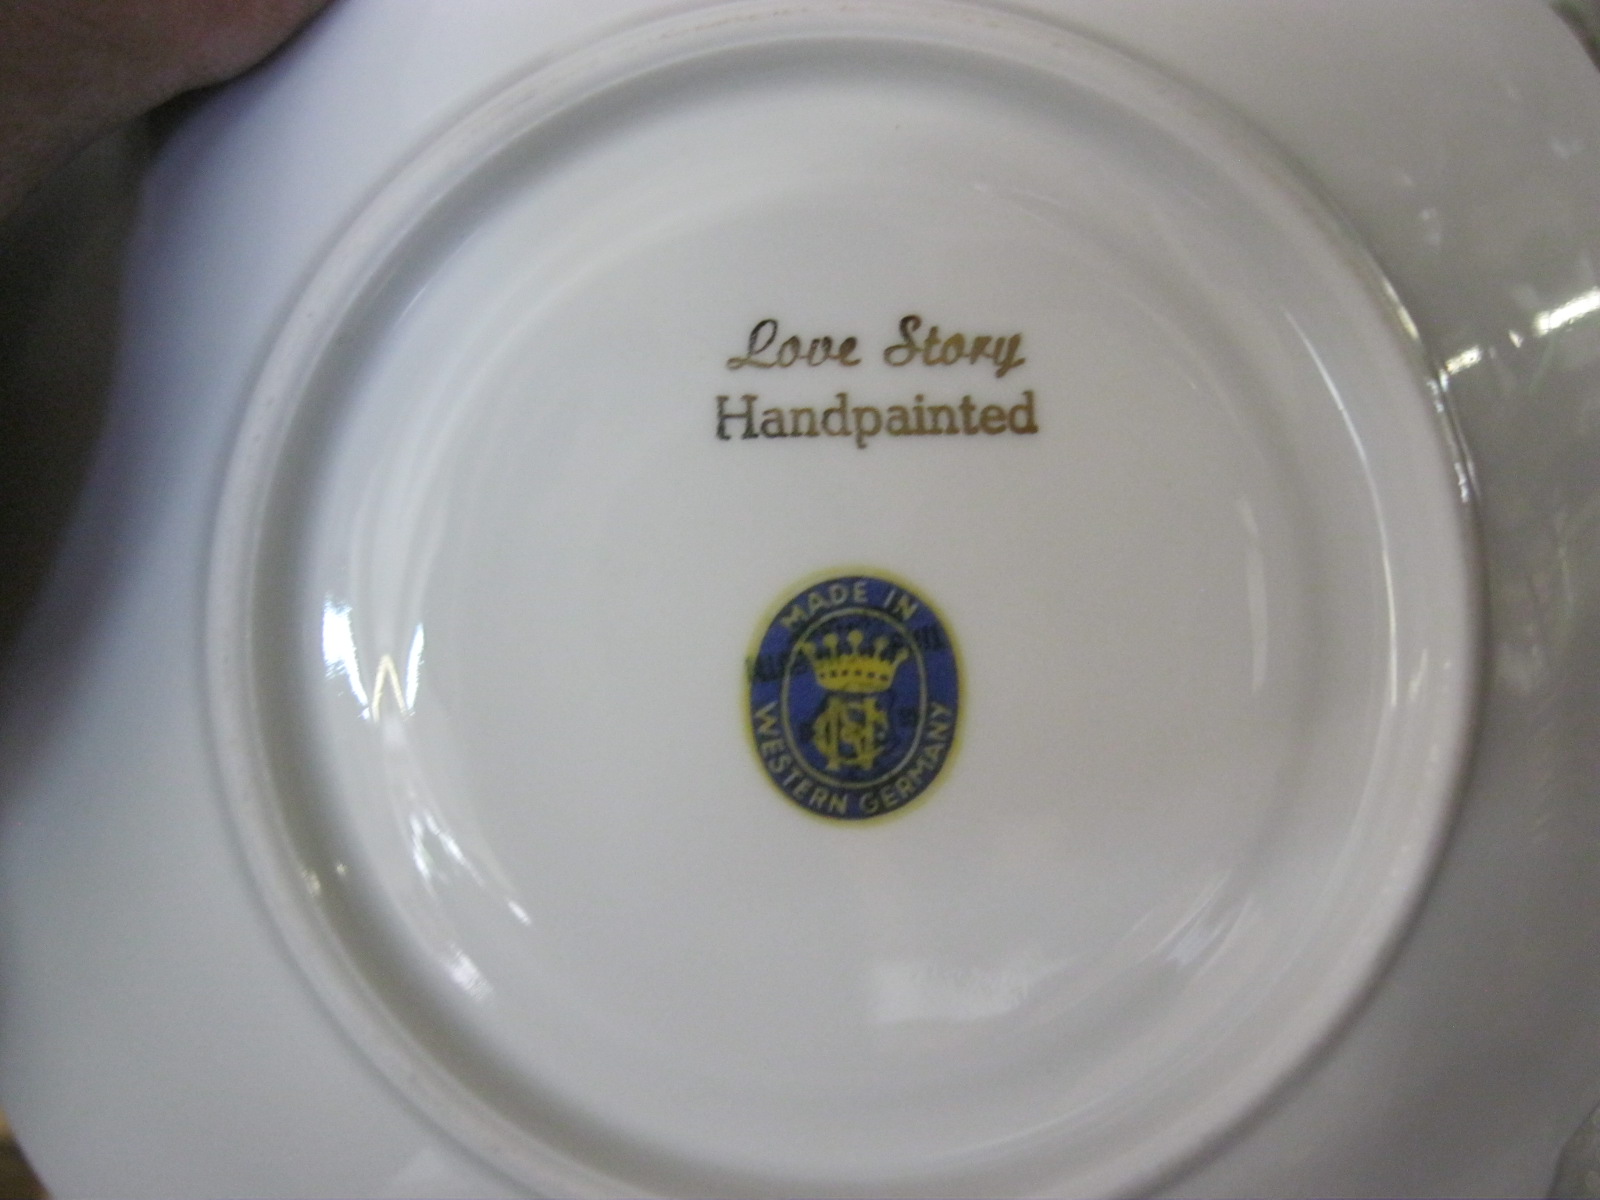 Love Story
Handpainted
MADE IN
WESTERN GERMANY